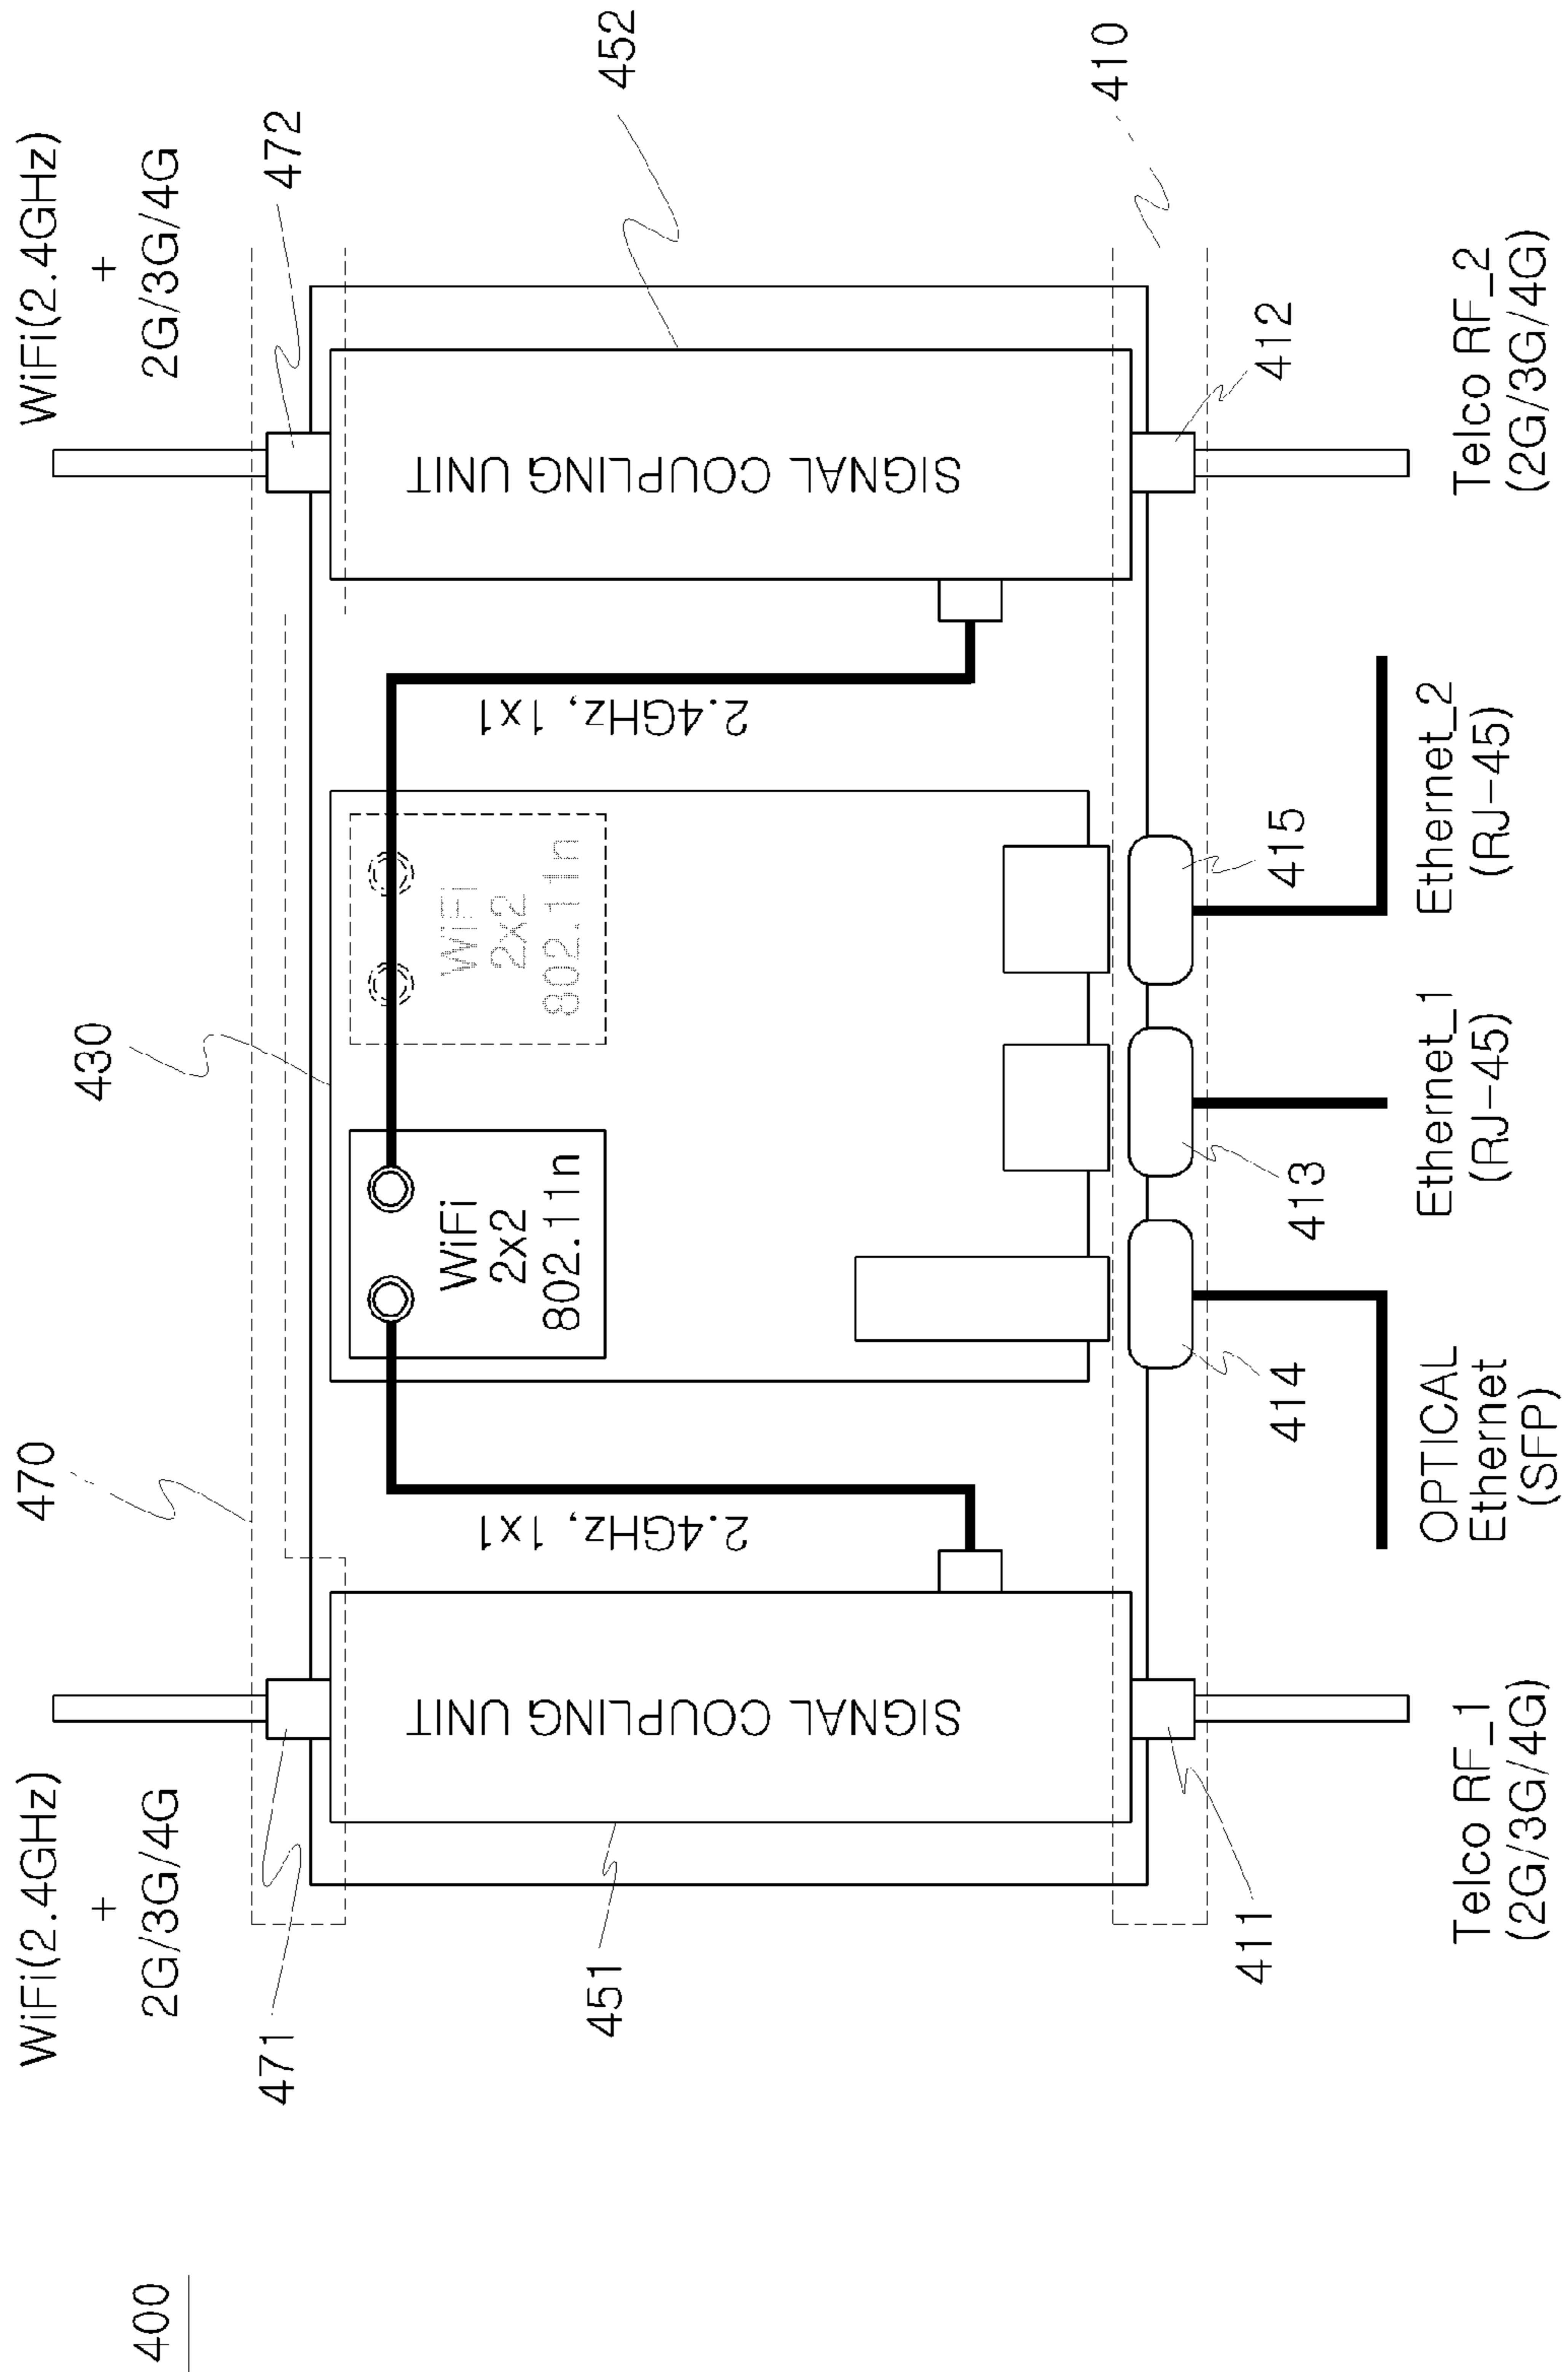 400
WiFi(2.4GHz)
+
2G/3G/4G
470
430
WiFi(2.4GHz)
+
2G/3G/4G
471
472
451
452
SIGNAL COUPLING UNIT
2.4GHz, 1x1
WiFi
2x2
802.11n
WiFi
2x2
802.11n
2.4GHz, 1x1
SIGNAL COUPLING UNIT
410
411
414
413
415
412
Telco RF_1
(2G/3G/4G)
OPTICAL
Ethernet
(SFP)
Ethernet_1
(RJ-45)
Ethernet_2
(RJ-45)
Telco RF_2
(2G/3G/4G)